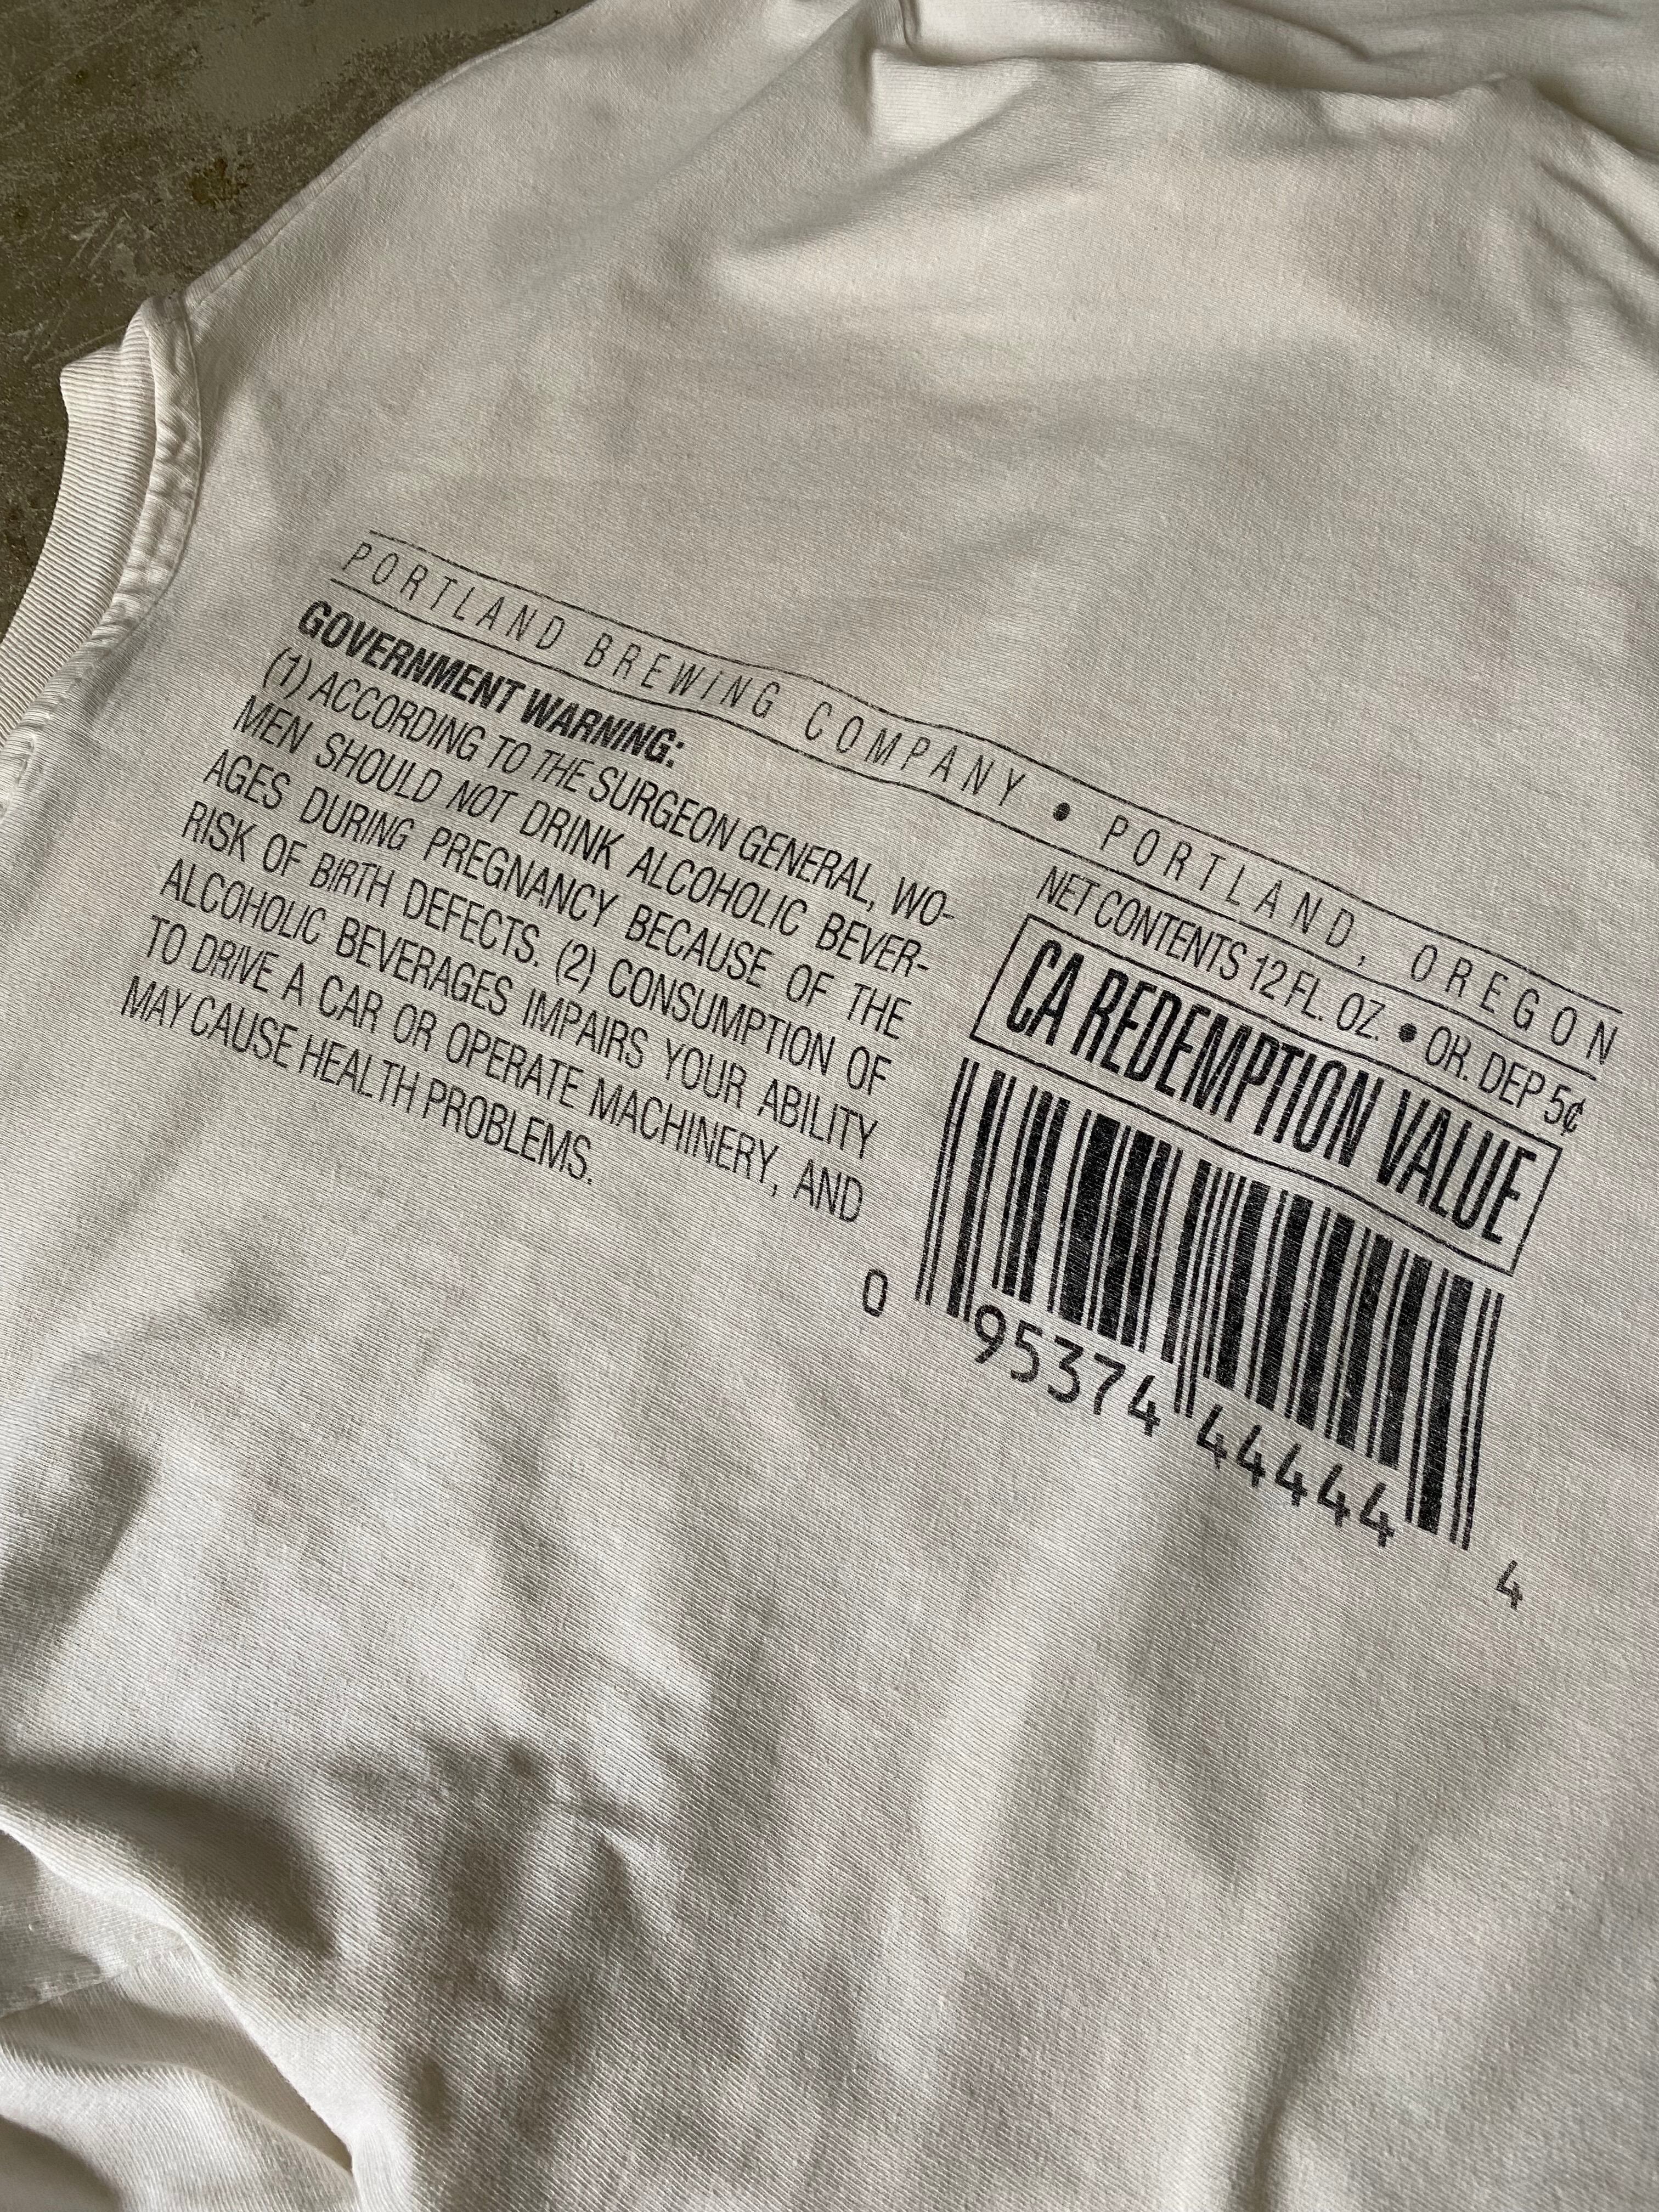 PORTLAND BREWING COMPANY • PORTLAND, OREGON
GOVERNMENT WARNING:
(1) ACCORDING TO THE SURGEON GENERAL, WO-
MEN SHOULD NOT DRINK ALCOHOLIC BEVER-
AGES DURING PREGNANCY BECAUSE OF THE
RISK OF BIRTH DEFECTS. (2) CONSUMPTION OF
ALCOHOLIC BEVERAGES IMPAIRS YOUR ABILITY
TO DRIVE A CAR OR OPERATE MACHINERY, AND
MAY CAUSE HEALTH PROBLEMS.
NET CONTENTS 12 FL. OZ. • OR. DEP 5¢
CA REDEMPTION VALUE
0 95374 44444 4